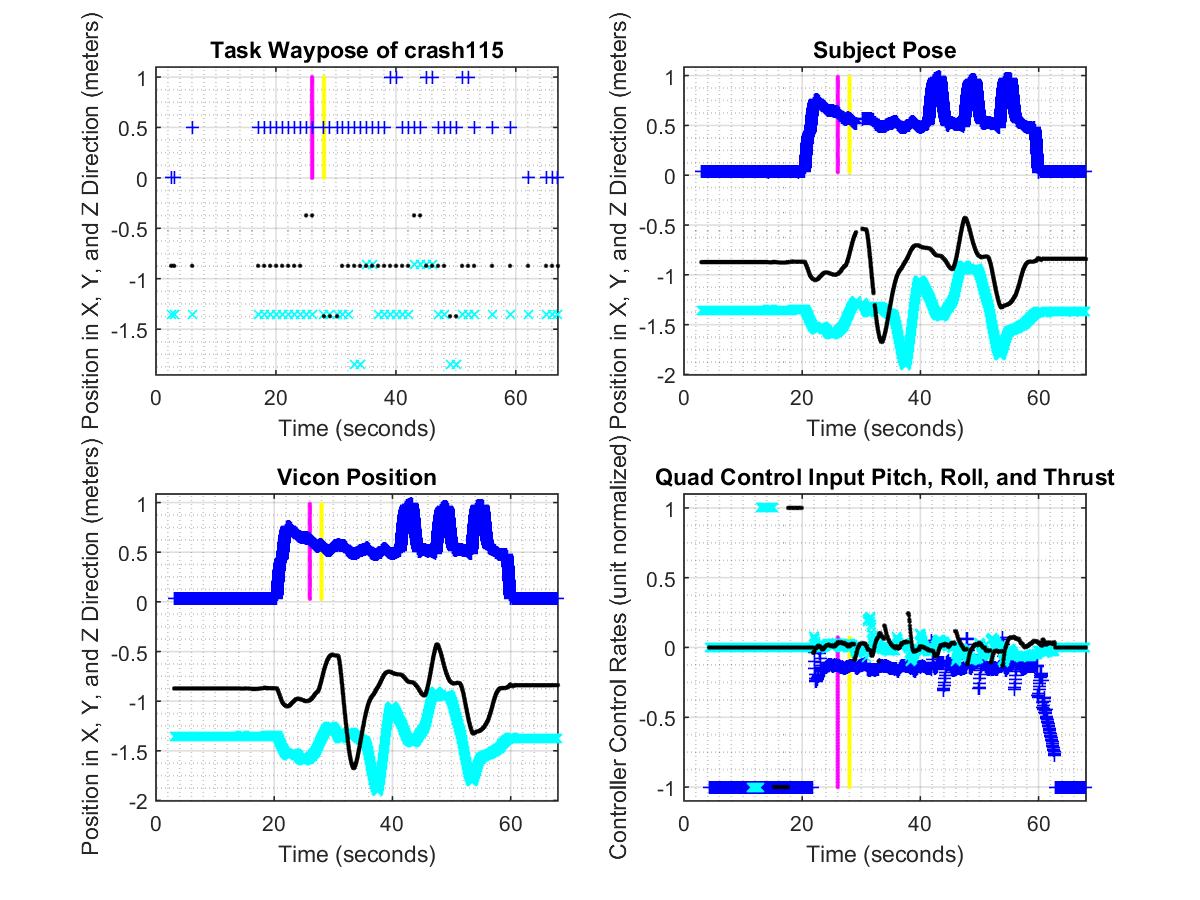 Task Waypose of crash115
Position in X, Y, and Z Direction (meters)
1
0.5
0
-0.5
-1
-1.5
0 20 40 60
Time (seconds)
Subject Pose
Position in X, Y, and Z Direction (meters)
1
0.5
0
-0.5
-1
-1.5
-2
0 20 40 60
Time (seconds)
Vicon Position
Position in X, Y, and Z Direction (meters)
1
0.5
0
-0.5
-1
-1.5
-2
0 20 40 60
Time (seconds)
Quad Control Input Pitch, Roll, and Thrust
Controller Control Rates (unit normalized)
1
0.5
0
-0.5
-1
0 20 40 60
Time (seconds)